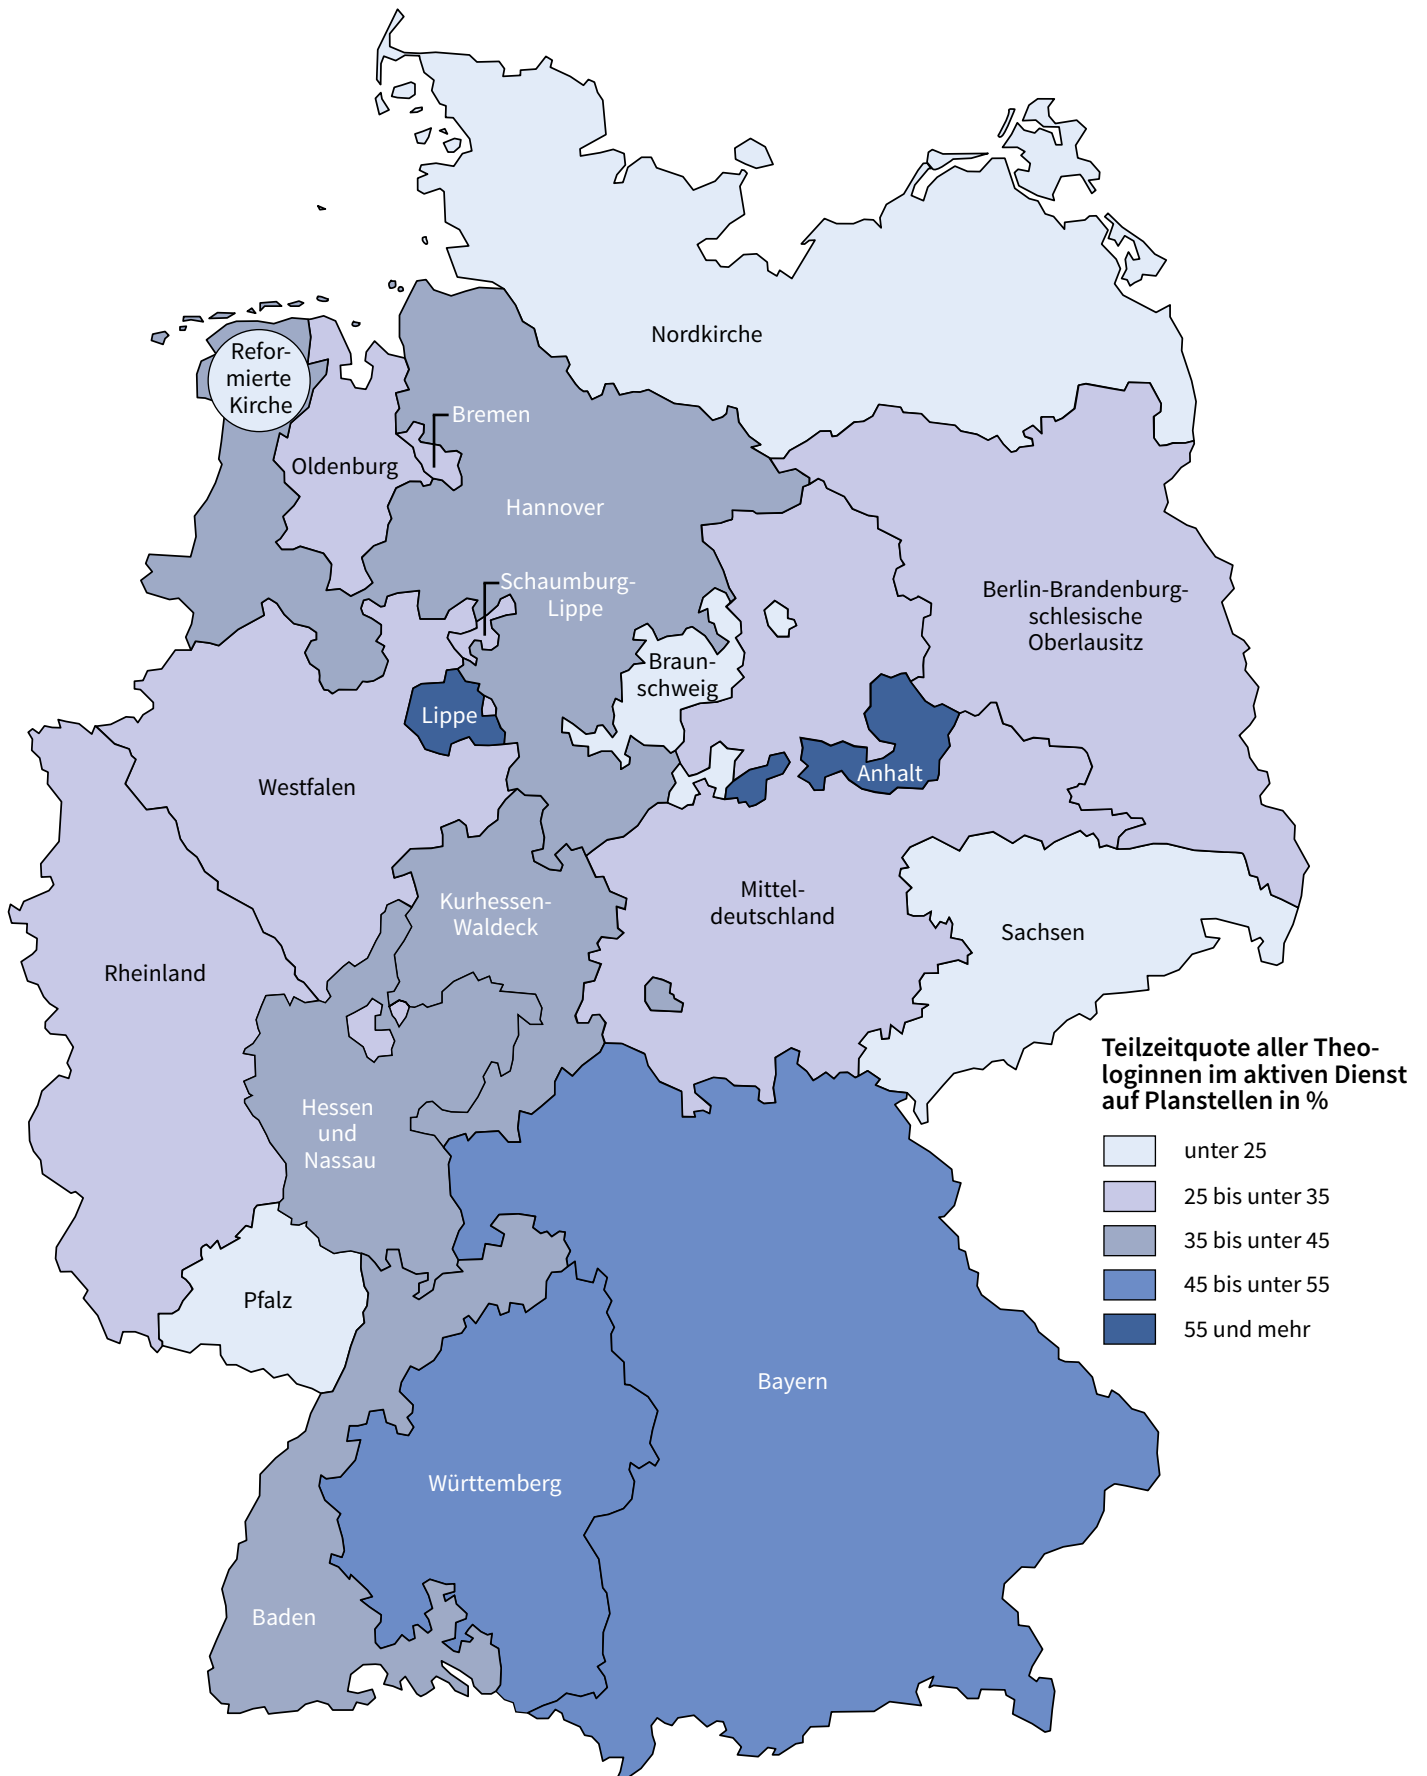 Nordkirche
Refor-
mierte
Kirche
Bremen
Oldenburg
Hannover
Schaumburg-
Lippe
Berlin-Brandenburg-
schlesische
Oberlausitz
Braun-
schweig
Lippe
Anhalt
Westfalen
Mittel-
deutschland
Kurhessen-
Waldeck
Sachsen
Rheinland
Hessen
und
Nassau
Pfalz
Bayern
Württemberg
Baden
Teilzeitquote aller Theo-
loginnen im aktiven Dienst
auf Planstellen in %
unter 25
25 bis unter 35
35 bis unter 45
45 bis unter 55
55 und mehr